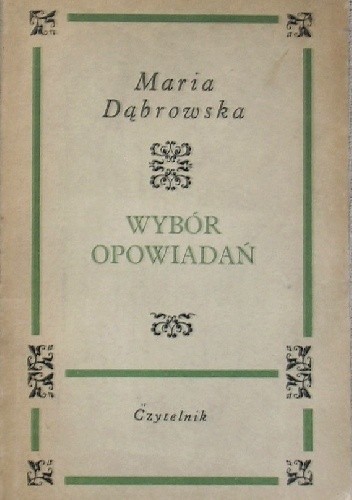 Maria
Dąbrowska
WYBÓR
OPOWIADAŃ
Czytelnik